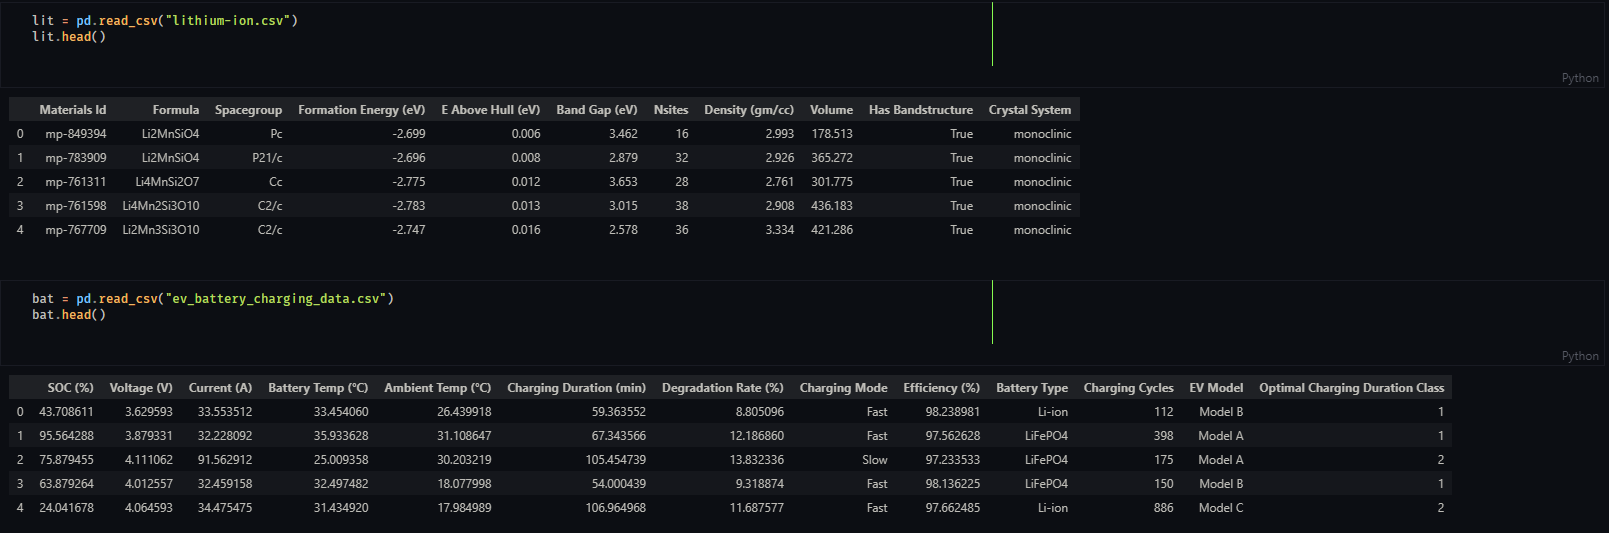 lit = pd.read_csv("lithium-ion.csv")
lit.head()
Python
Materials Id Formula Spacegroup Formation Energy (eV) E Above Hull (eV) Band Gap (eV) Nsites Density (gm/cc) Volume Has Bandstructure Crystal System
0 mp-849394 Li2MnSiO4 Pc -2.699 0.006 3.462 16 2.993 178.513 True monoclinic
1 mp-783909 Li2MnSiO4 P21/c -2.696 0.008 2.879 32 2.926 365.272 True monoclinic
2 mp-761311 Li4MnSi2O7 Cc -2.775 0.012 3.653 28 2.761 301.775 True monoclinic
3 mp-761598 Li4Mn2Si3O10 C2/c -2.783 0.013 3.015 38 2.908 436.183 True monoclinic
4 mp-767709 Li2Mn3Si3O10 C2/c -2.747 0.016 2.578 36 3.334 421.286 True monoclinic
bat = pd.read_csv("ev_battery_charging_data.csv")
bat.head()
Python
SOC (%) Voltage (V) Current (A) Battery Temp (°C) Ambient Temp (°C) Charging Duration (min) Degradation Rate (%) Charging Mode Efficiency (%) Battery Type Charging Cycles EV Model Optimal Charging Duration Class
0 43.708611 3.629593 33.553512 33.454060 26.439918 59.363552 8.805096 Fast 98.238981 Li-ion 112 Model B 1
1 95.564288 3.879331 32.228092 35.933628 31.108647 67.343566 12.186860 Fast 97.562628 LiFePO4 398 Model A 1
2 75.879455 4.111062 91.562912 25.009358 30.203219 105.454739 13.832336 Slow 97.233533 LiFePO4 175 Model A 2
3 63.879264 4.012557 32.459158 32.497482 18.077998 54.000439 9.318874 Fast 98.136225 LiFePO4 150 Model B 1
4 24.041678 4.064593 34.475475 31.434920 17.984989 106.964968 11.687577 Fast 97.662485 Li-ion 886 Model C 2